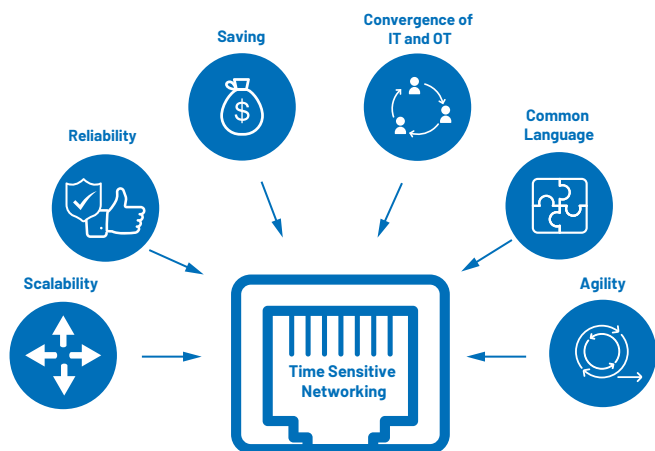 Saving
Convergence of
IT and OT
Reliability
Common
Language
Scalability
Agility
$
Time Sensitive
Networking